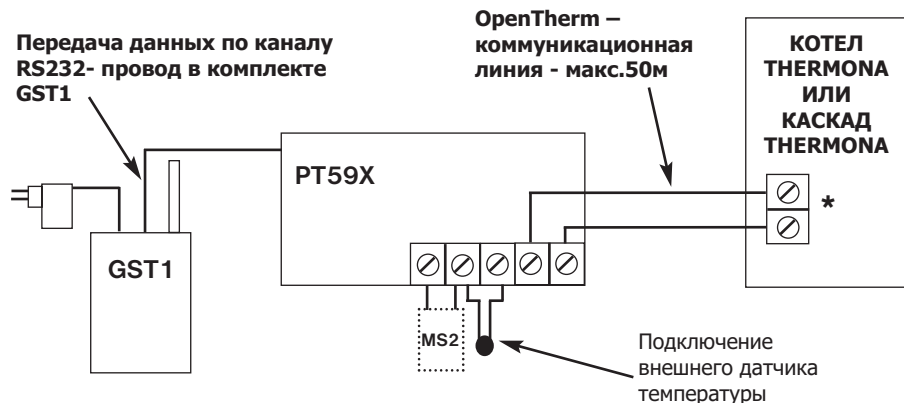 Передача данных по каналу
RS232- провод в комплекте
GST1
OpenTherm –
коммуникационная
линия - макс.50м
КОТЕЛ
THERMONA
ИЛИ
КАСКАД
THERMONA
PT59X
*
GST1
MS2
Подключение
внешнего датчика
температуры